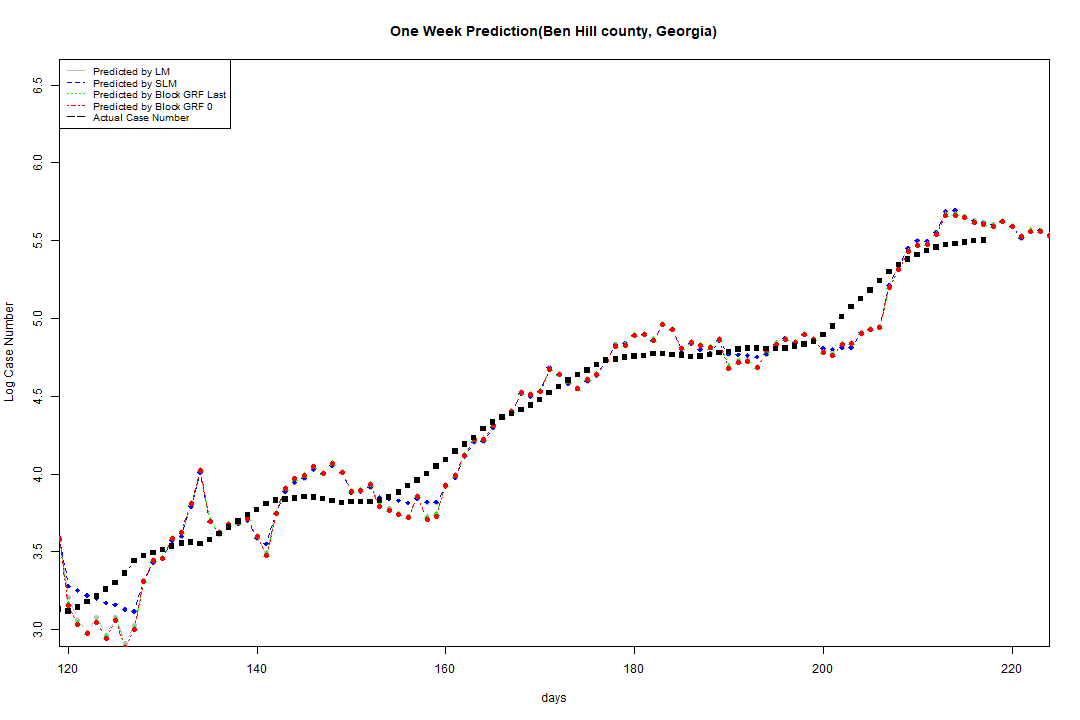 One Week Prediction(Ben Hill county, Georgia)
Predicted by LM
Predicted by SLM
Predicted by Block GRF Last
Predicted by Block GRF 0
Actual Case Number
6.5
6.0
5.5
5.0
4.5
4.0
3.5
3.0
Log Case Number
120 140 160 180 200 220
days